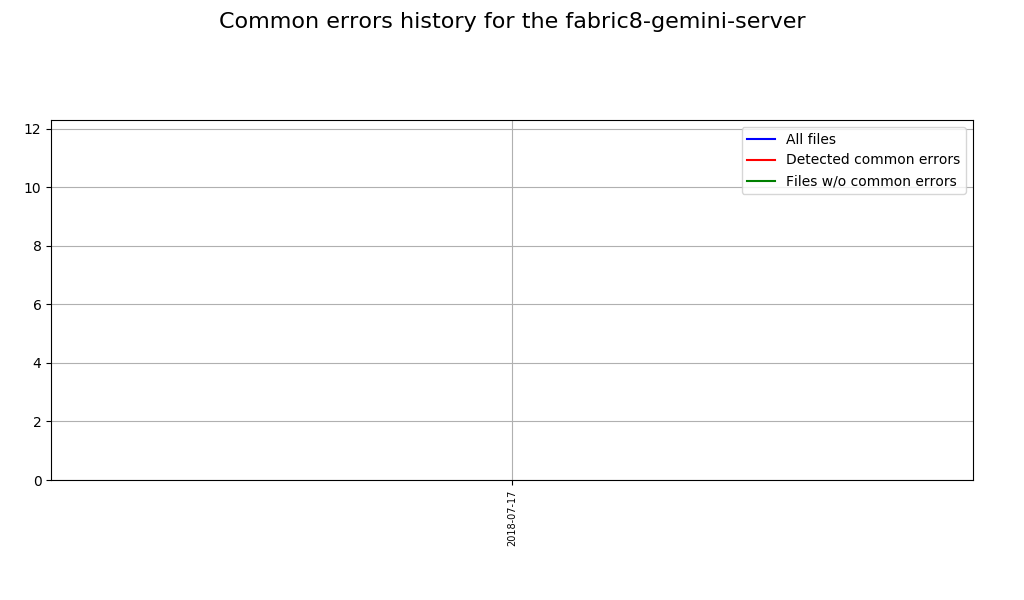 Common errors history for the fabric8-gemini-server
12
10
8
6
4
2
0
All files
Detected common errors
Files w/o common errors
2018-07-17